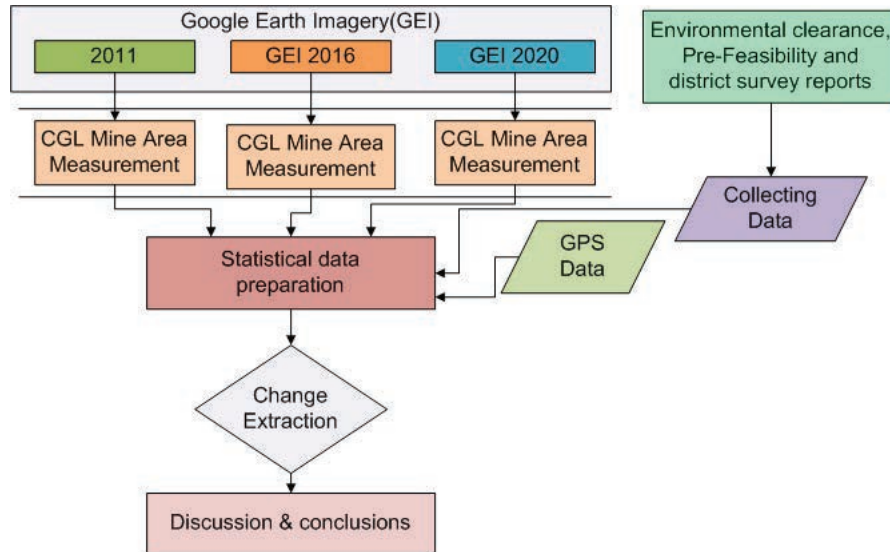 Google Earth Imagery(GEI)
2011
GEI 2016
GEI 2020
Environmental clearance,
Pre-Feasibility and
district survey reports
CGL Mine Area
Measurement
CGL Mine Area
Measurement
CGL Mine Area
Measurement
Collecting
Data
GPS
Data
Statistical data
preparation
Change
Extraction
Discussion & conclusions